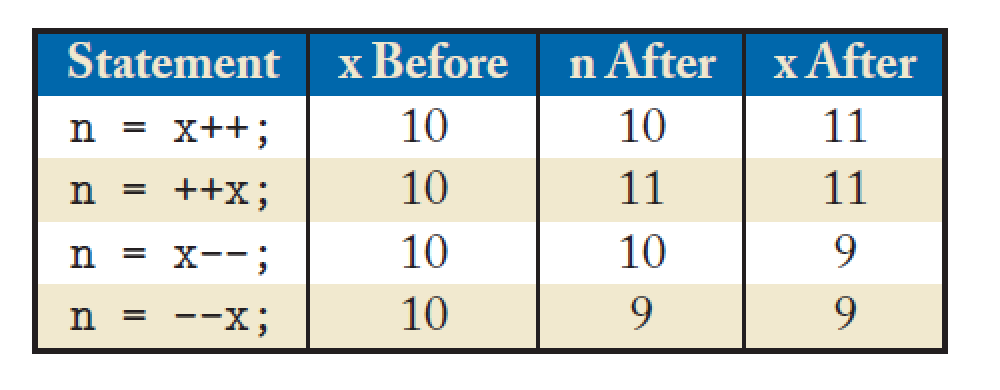 Statement x Before n After x After
n = x++; 10 10 11
n = ++x; 10 11 11
n = x--; 10 10 9
n = --x; 10 9 9